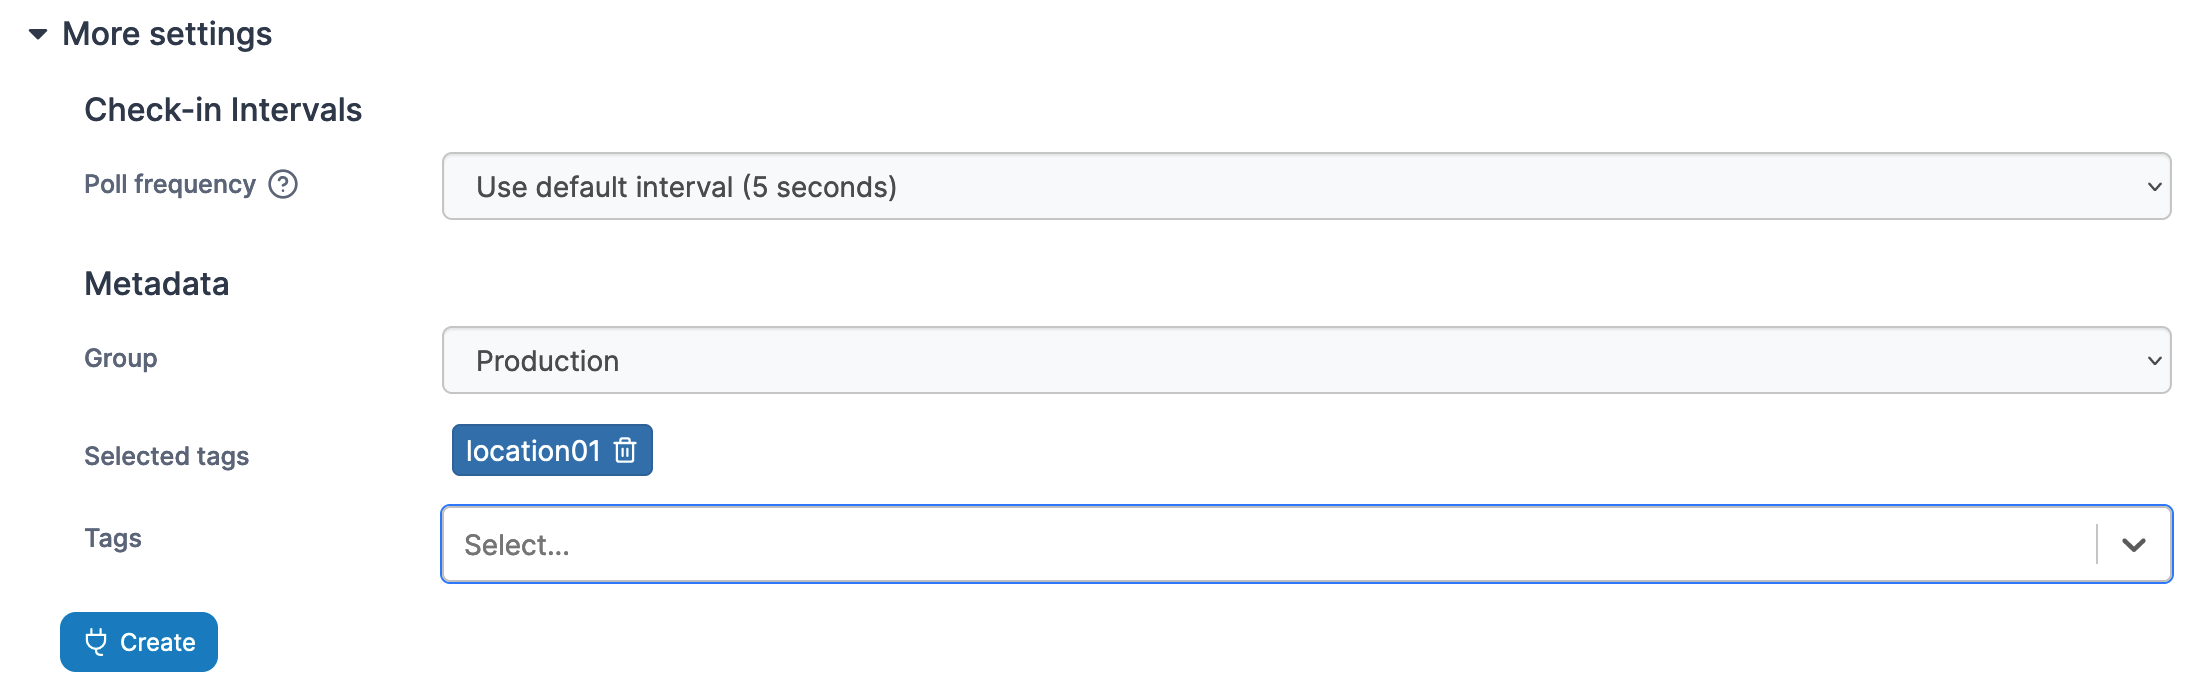 More settings
Check-in Intervals
Poll frequency
Use default interval (5 seconds)
Metadata
Group
Production
Selected tags
location01
Tags
Select...
Create